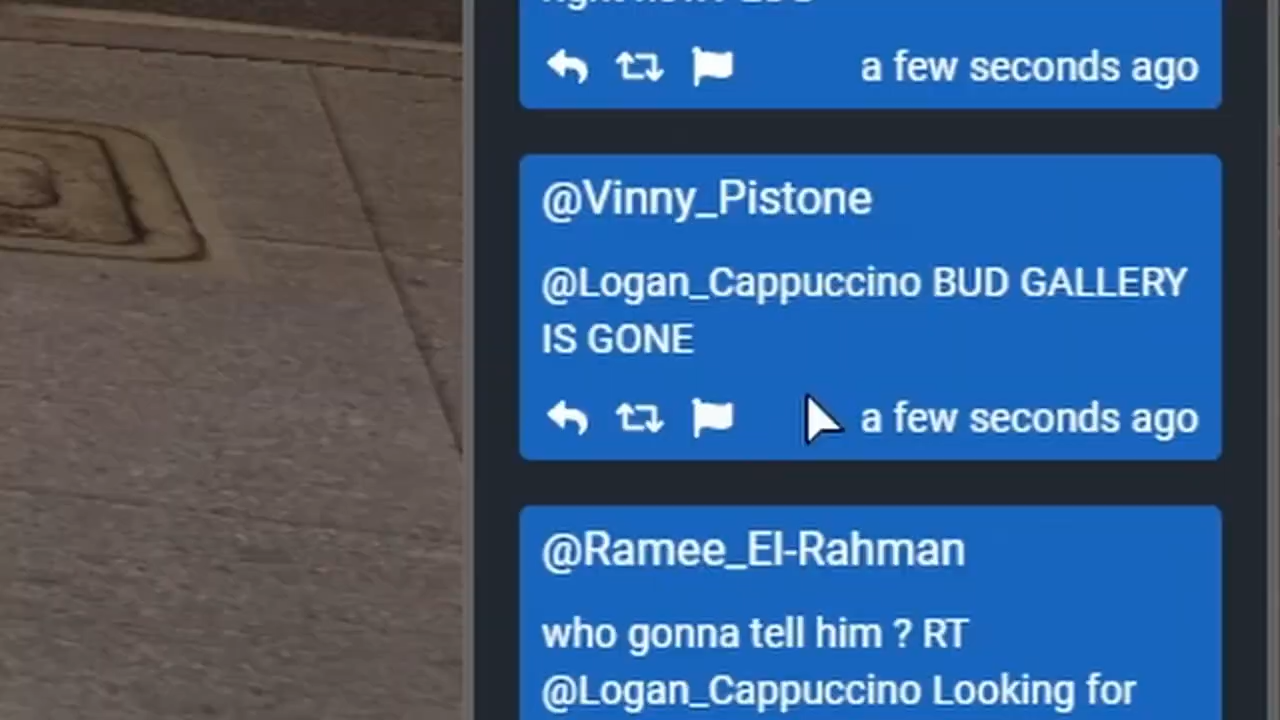 a few seconds ago
@Vinny_Pistone
@Logan_Cappuccino BUD GALLERY
IS GONE
a few seconds ago
@Ramee_El-Rahman
who gonna tell him ? RT
@Logan_Cappuccino Looking for